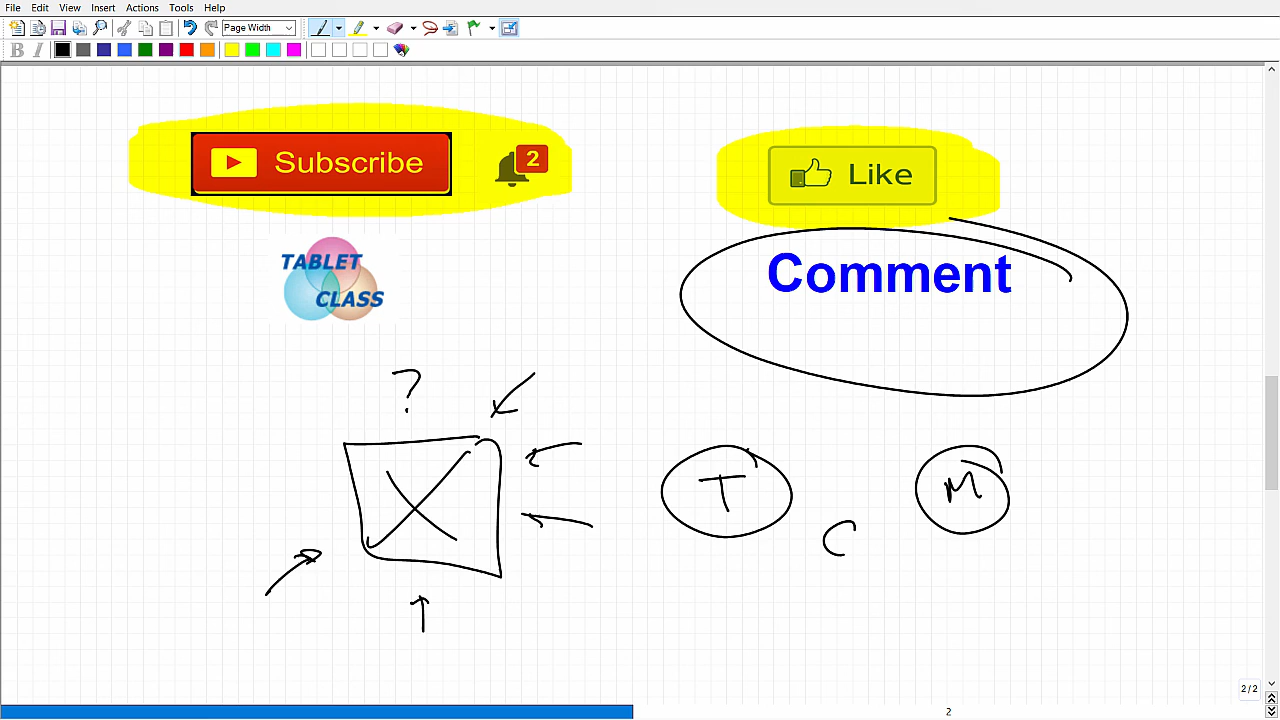 File Edit View Insert Actions Tools Help
Page Width
B I
Subscribe 2
Like
Comment
TABLET
CLASS
?
X
T
M
C
2/2
2